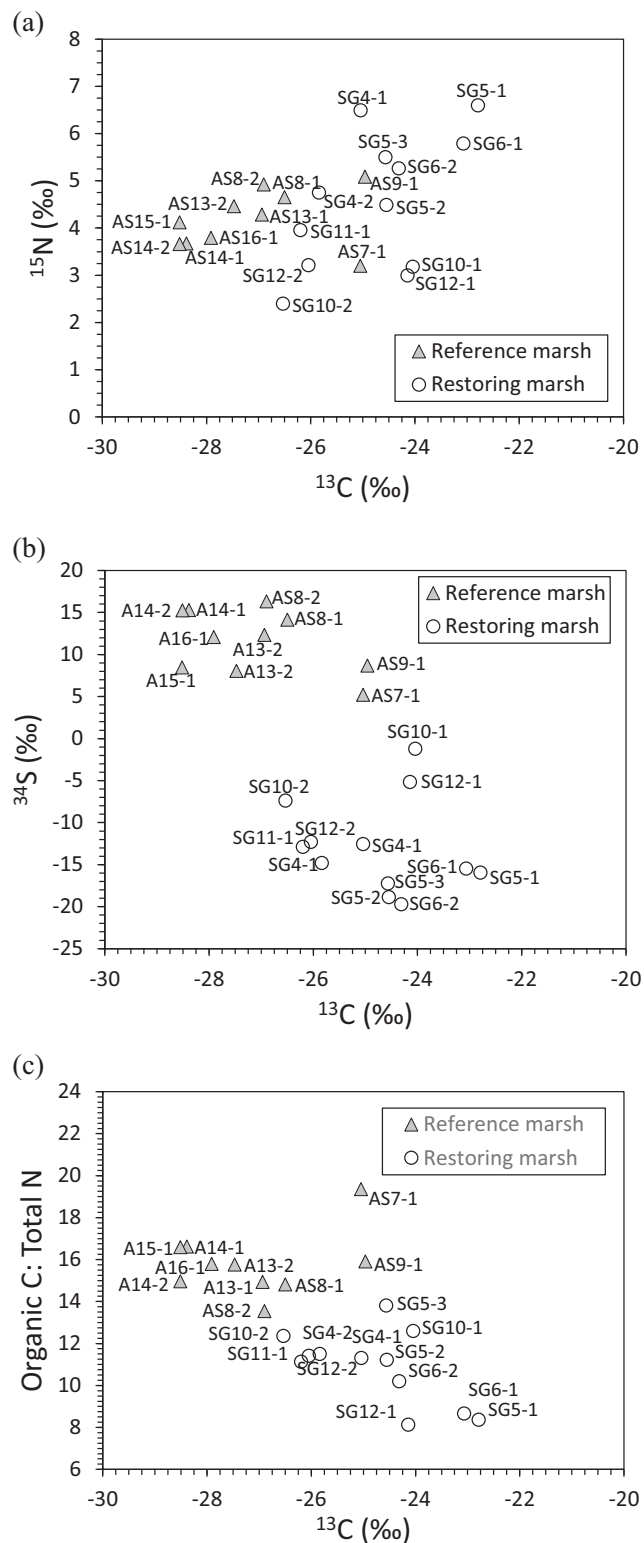 (a)
8
7
6
5
4
3
2
1
0
¹⁵N (‰)
SG4-1
SG5-1
SG5-3
SG6-1
SG6-2
AS8-2
AS8-1
AS9-1
AS13-2
SG4-2
SG5-2
AS15-1
AS13-1
AS16-1
SG11-1
AS14-2
AS14-1
AS7-1
SG10-1
SG12-2
SG12-1
SG10-2
Reference marsh
Restoring marsh
-30 -28 -26 -24 -22 -20
¹³C (‰)
(b)
20
15
10
5
0
-5
-10
-15
-20
-25
³⁴S (‰)
Reference marsh
Restoring marsh
A14-2
A14-1
AS8-2
AS8-1
A16-1
A13-2
A15-1
A13-2
AS9-1
AS7-1
SG10-1
SG12-1
SG10-2
SG11-1
SG12-2
SG4-1
SG4-1
SG6-1
SG5-1
SG5-3
SG5-2
SG6-2
-30 -28 -26 -24 -22 -20
¹³C (‰)
(c)
24
22
20
18
16
14
12
10
8
6
Organic C: Total N
Reference marsh
Restoring marsh
AS7-1
A15-1
A14-1
A16-1
A13-2
AS9-1
A14-2
A13-1
AS8-1
AS8-2
SG5-3
SG10-2
SG4-2
SG4-1
SG10-1
SG11-1
SG12-2
SG5-2
SG6-2
SG6-1
SG12-1
SG5-1
-30 -28 -26 -24 -22 -20
¹³C (‰)